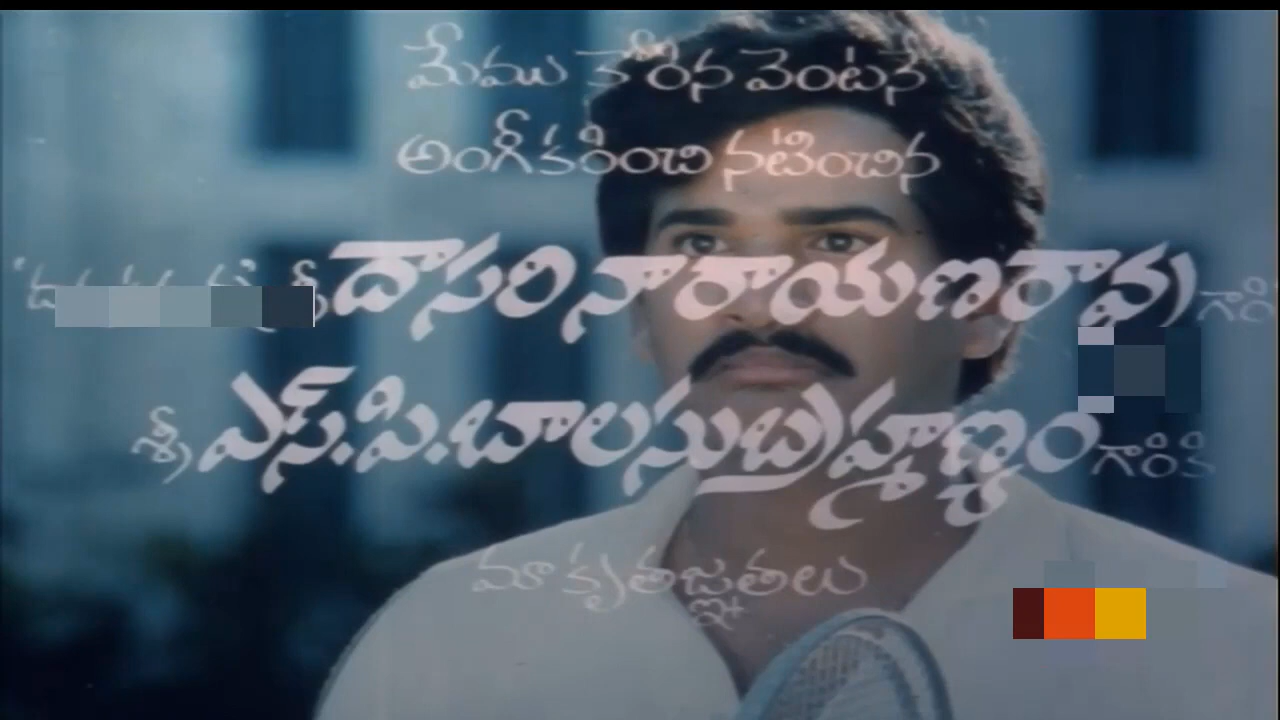 మేము కోరిన వెంటనే
అంగీకరించి నటించిన
శ్రీ దాసరి నారాయణరావు గారి
శ్రీ ఎస్.పి.బాలసుబ్రహ్మణ్యం గారికి
మా కృతజ్ఞతలు